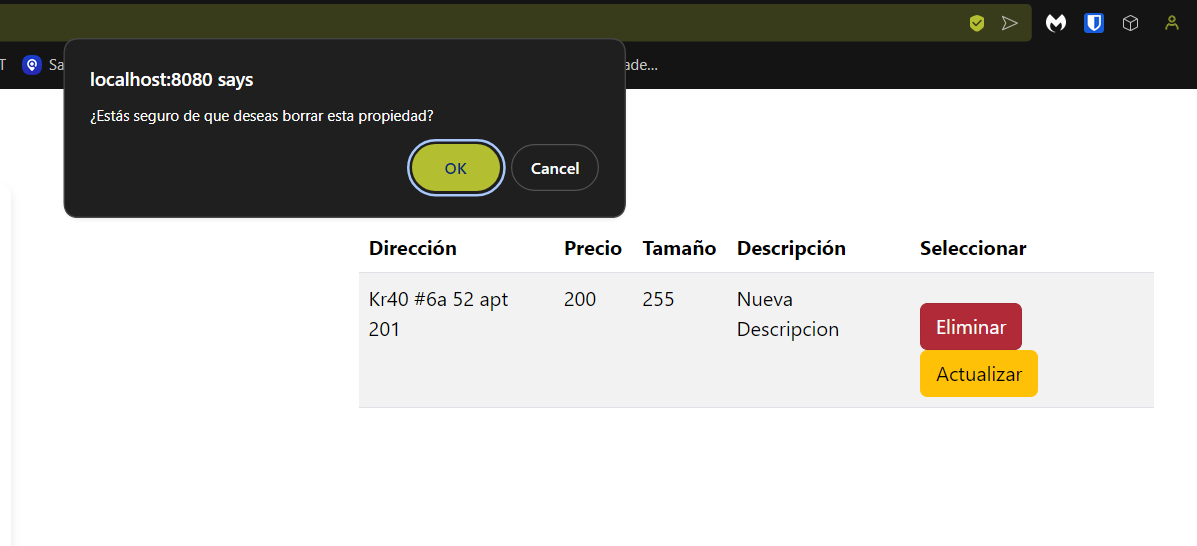 T
Sa
ade...
localhost:8080 says
¿Estás seguro de que deseas borrar esta propiedad?
OK
Cancel
Dirección Precio Tamaño Descripción Seleccionar
Kr40 #6a 52 apt 200 255 Nueva
201 Descripcion
Eliminar
Actualizar